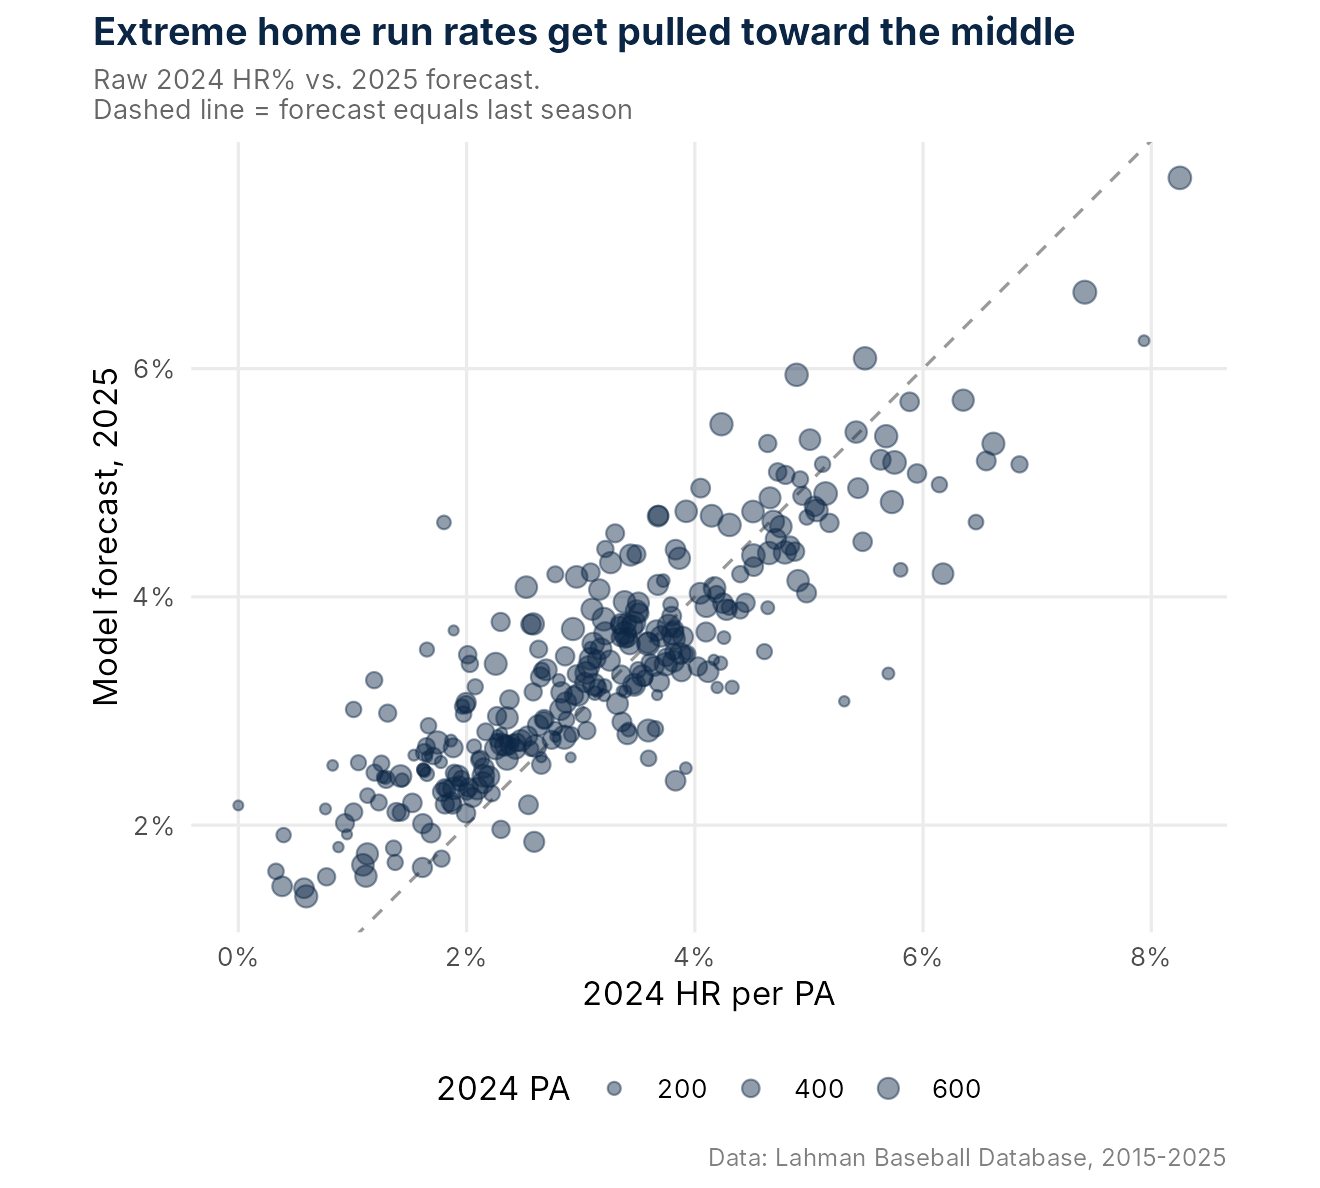 Extreme home run rates get pulled toward the middle
Raw 2024 HR% vs. 2025 forecast.
Dashed line = forecast equals last season
Model forecast, 2025
6%
4%
2%
0%
2%
4%
6%
8%
2024 HR per PA
2024 PA
200
400
600
Data: Lahman Baseball Database, 2015-2025